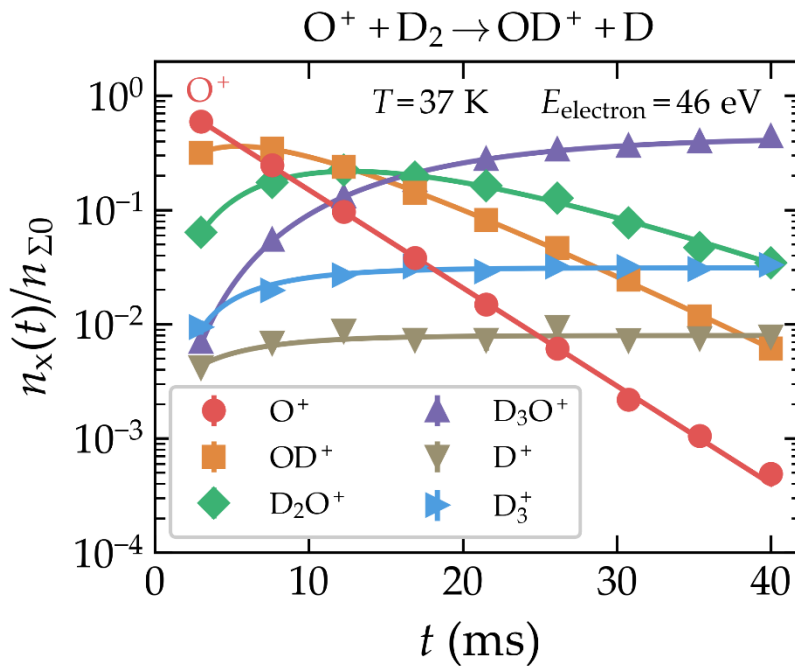 O⁺ + D₂ → OD⁺ + D
O⁺
T = 37 K E_electron = 46 eV
10⁰
10⁻¹
10⁻²
10⁻³
10⁻⁴
n_x(t)/n_Σ0
O⁺ D₃O⁺
OD⁺ D⁺
D₂O⁺ D₃⁺
0 10 20 30 40
t (ms)